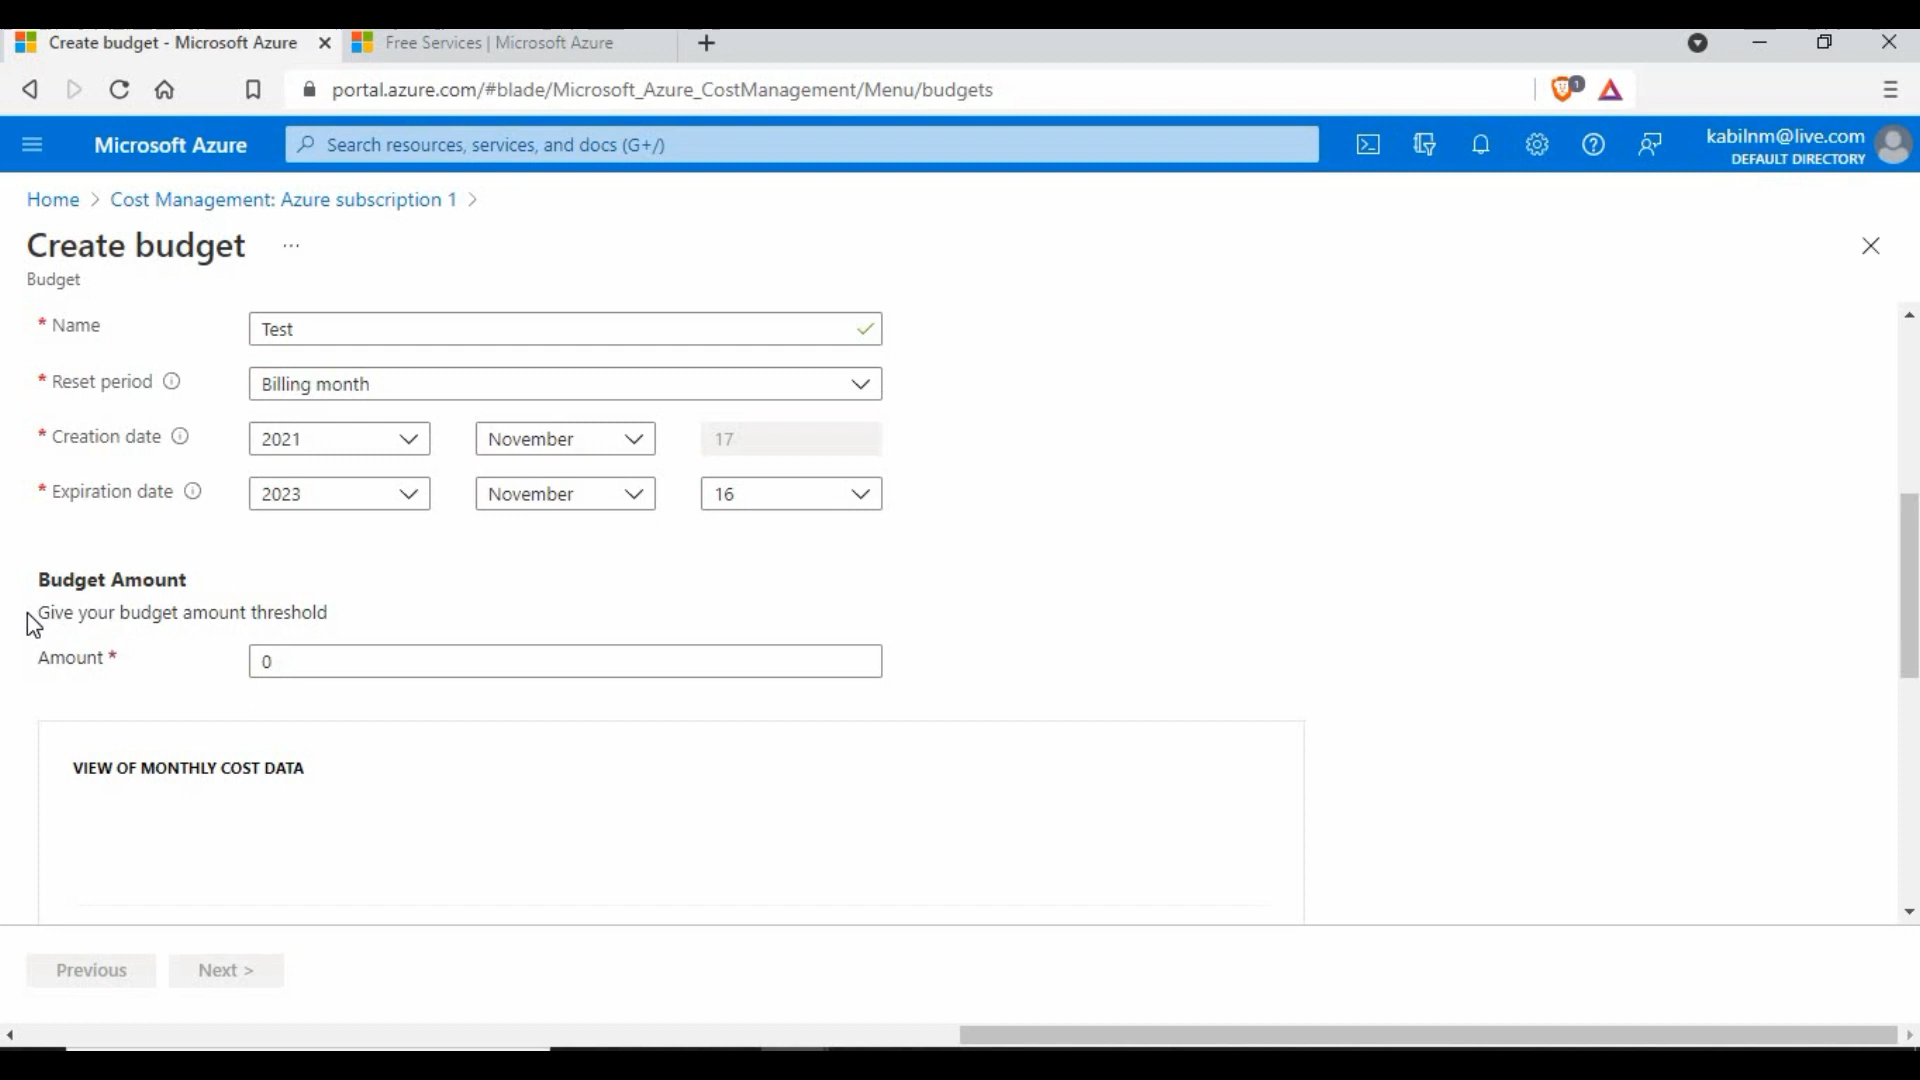 Create budget - Microsoft Azure
Free Services | Microsoft Azure
portal.azure.com/#blade/Microsoft_Azure_CostManagement/Menu/budgets
1
Microsoft Azure
Search resources, services, and docs (G+/)
kabilnm@live.com
DEFAULT DIRECTORY
Home > Cost Management: Azure subscription 1 >
Create budget ...
Budget
* Name
Test
* Reset period
Billing month
* Creation date
2021 November 17
* Expiration date
2023 November 16
Budget Amount
Give your budget amount threshold
Amount *
0
VIEW OF MONTHLY COST DATA
Previous
Next >